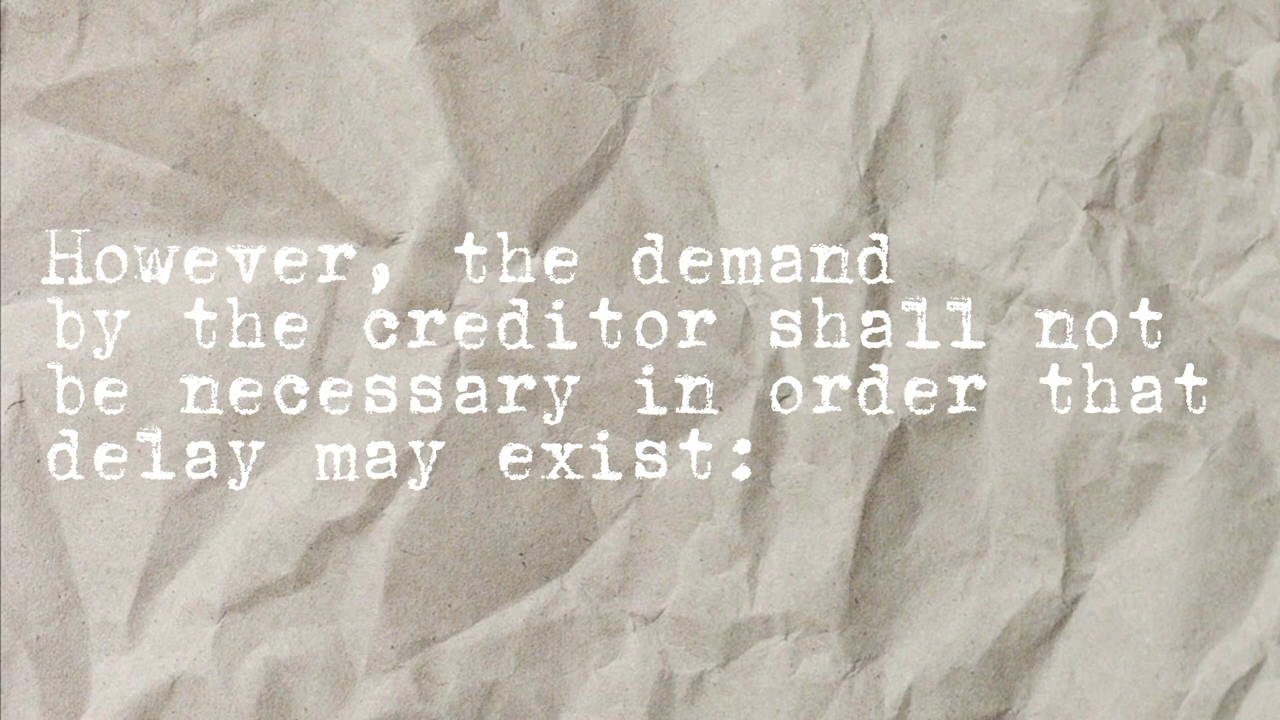 However, the demand
by the creditor shall not
be necessary in order that
delay may exist: